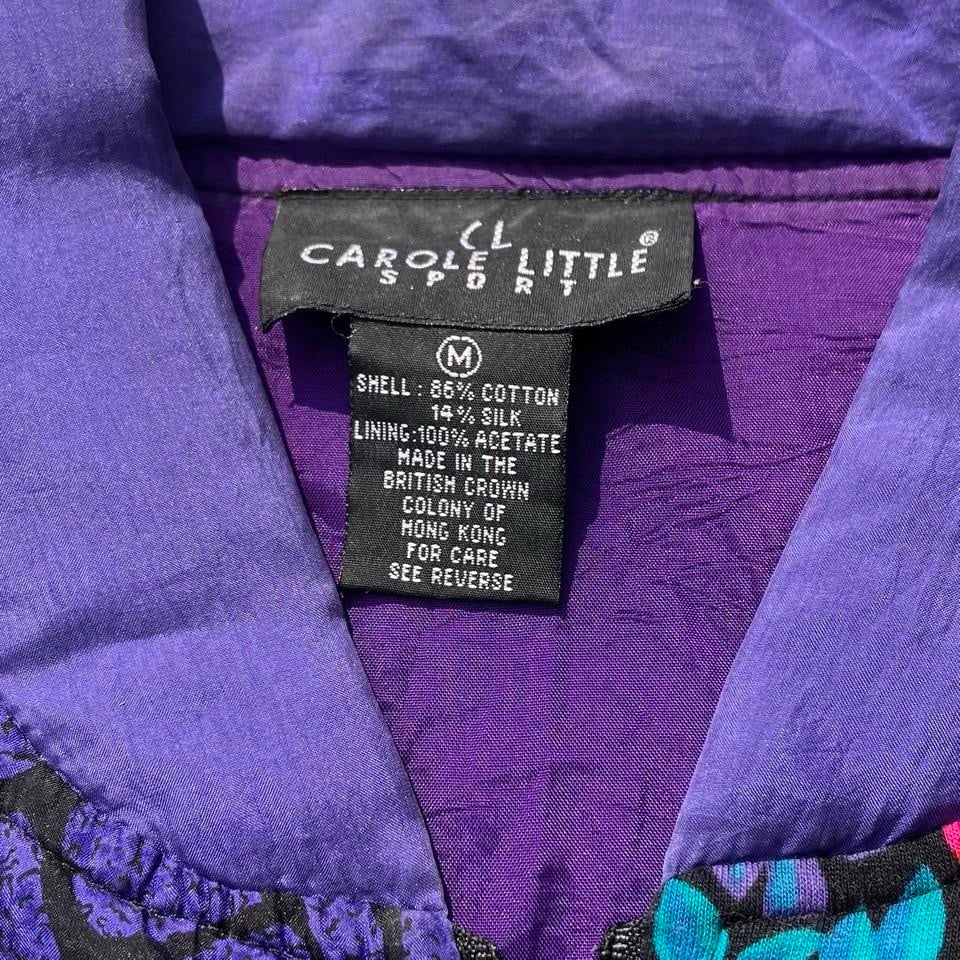 CL
CAROLE LITTLE®
SPORT
M
SHELL: 86% COTTON
14% SILK
LINING:100% ACETATE
MADE IN THE
BRITISH CROWN
COLONY OF
HONG KONG
FOR CARE
SEE REVERSE